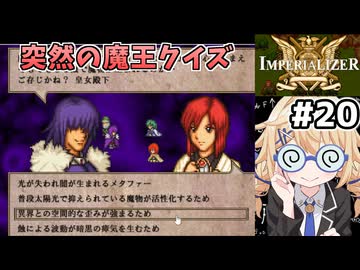 突然の魔王クイズ
IMPERIALIZER
#20
ご存じかね? 皇女殿下
光が失われ闇が生まれるメタファー
普段太陽光で抑えられている魔物が活性化するため
異界との空間的な歪みが強まるため
蝕による波動が暗黒の瘴気を生むため